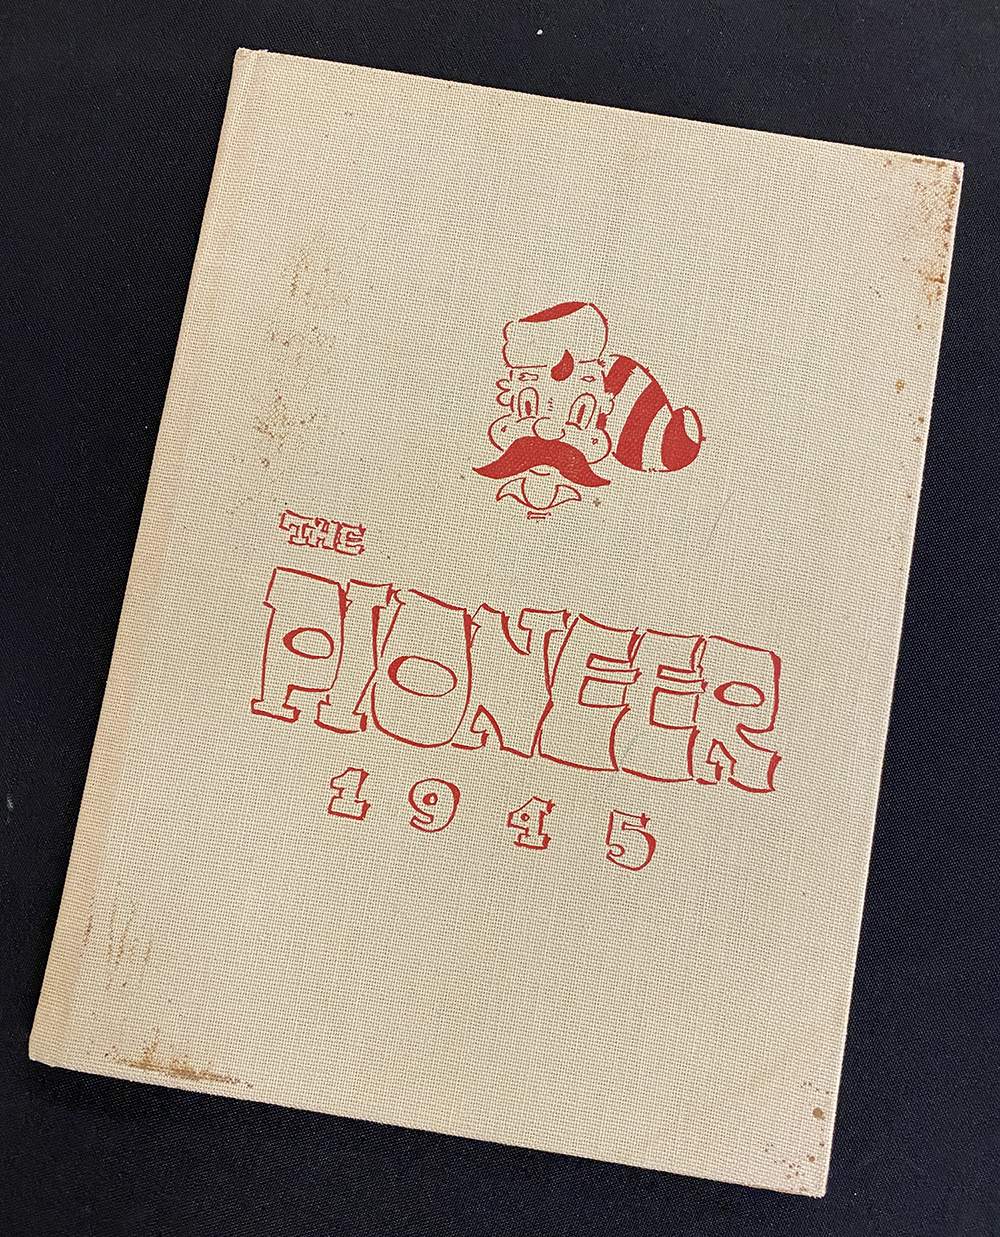 THE
PIONEER
1945